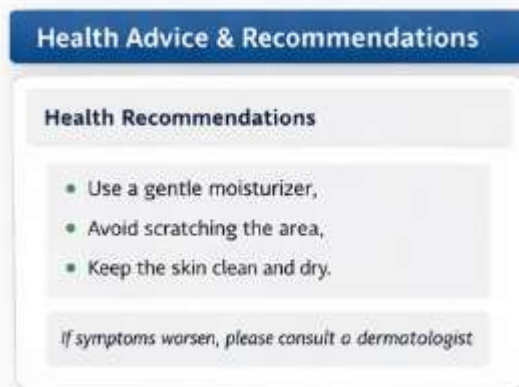 Health Advice & Recommendations
Health Recommendations
• Use a gentle moisturizer,
• Avoid scratching the area,
• Keep the skin clean and dry.
If symptoms worsen, please consult a dermatologist